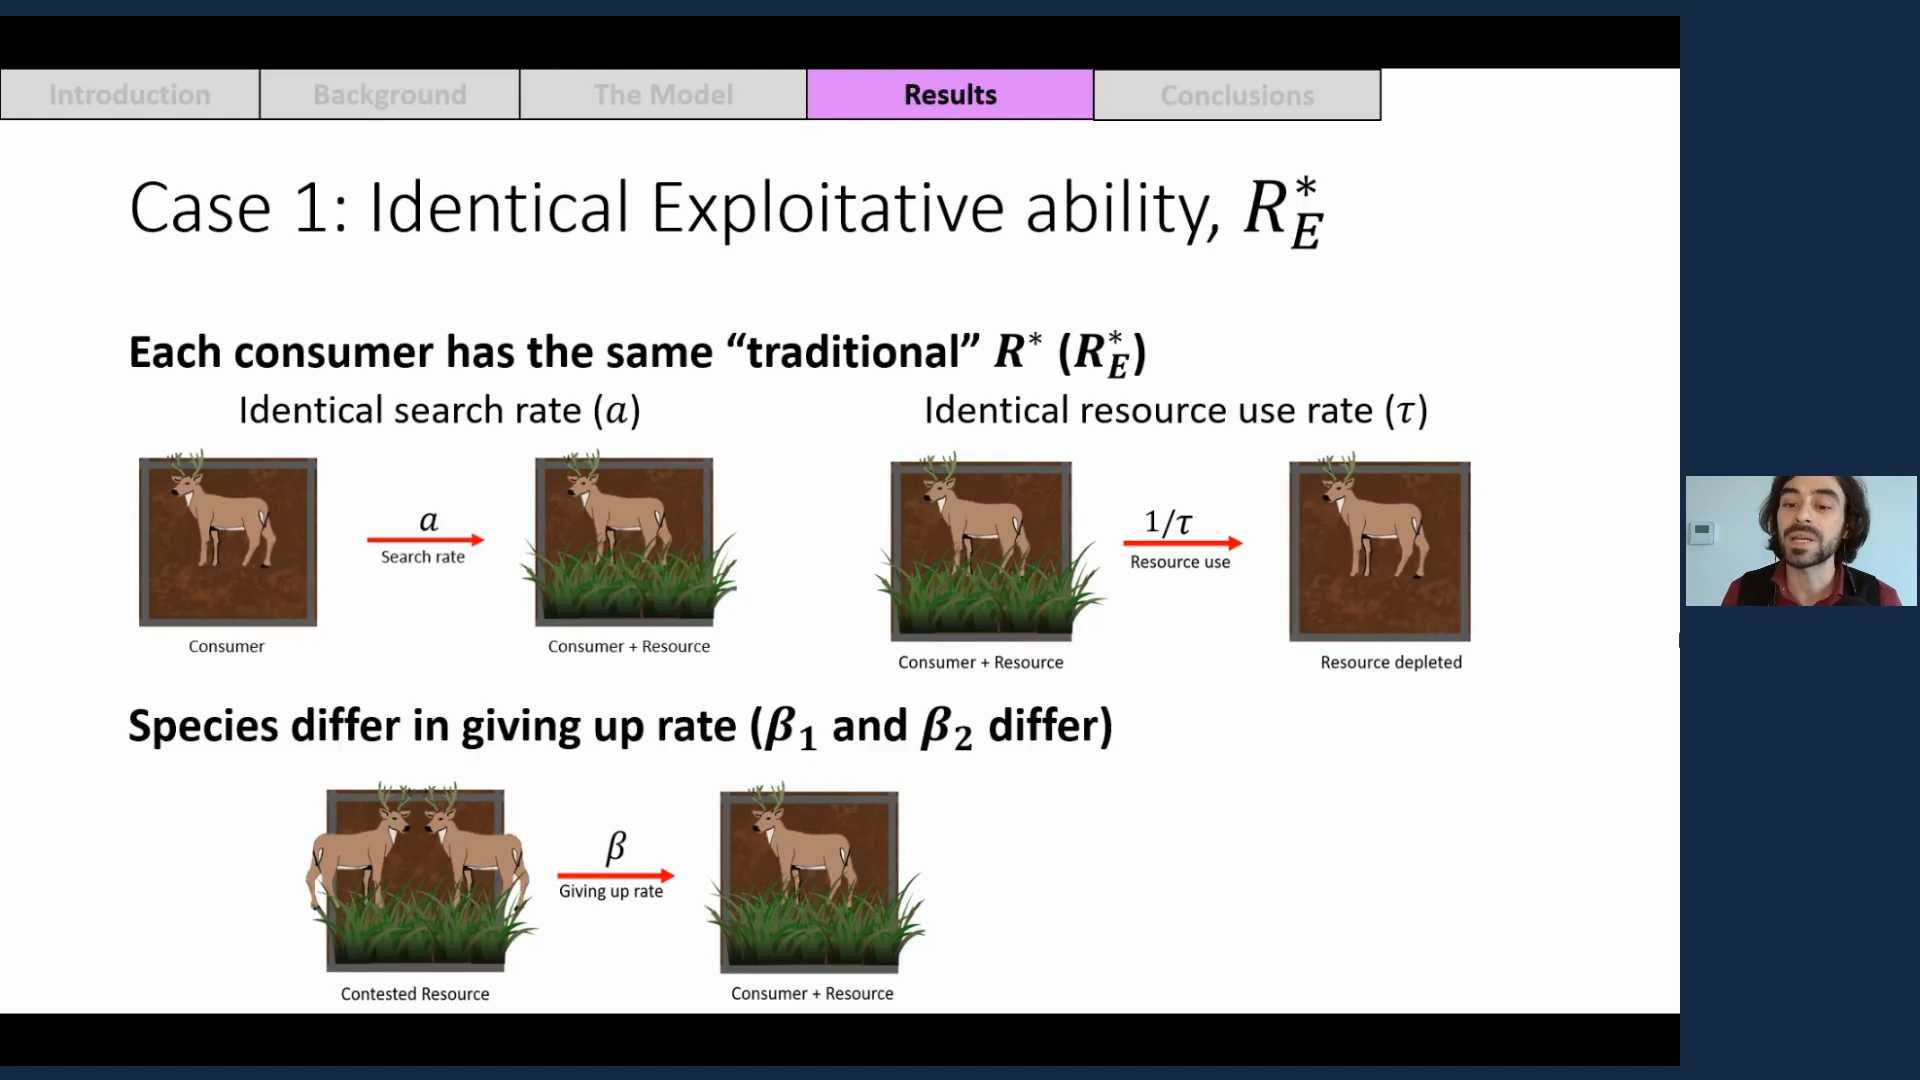 Introduction
Background
The Model
Results
Conclusions
Case 1: Identical Exploitative ability, R*_E
Each consumer has the same “traditional” R* (R*_E)
Identical search rate (a)
Identical resource use rate (τ)
a
Search rate
1/τ
Resource use
Consumer
Consumer + Resource
Consumer + Resource
Resource depleted
Species differ in giving up rate (β₁ and β₂ differ)
β
Giving up rate
Contested Resource
Consumer + Resource